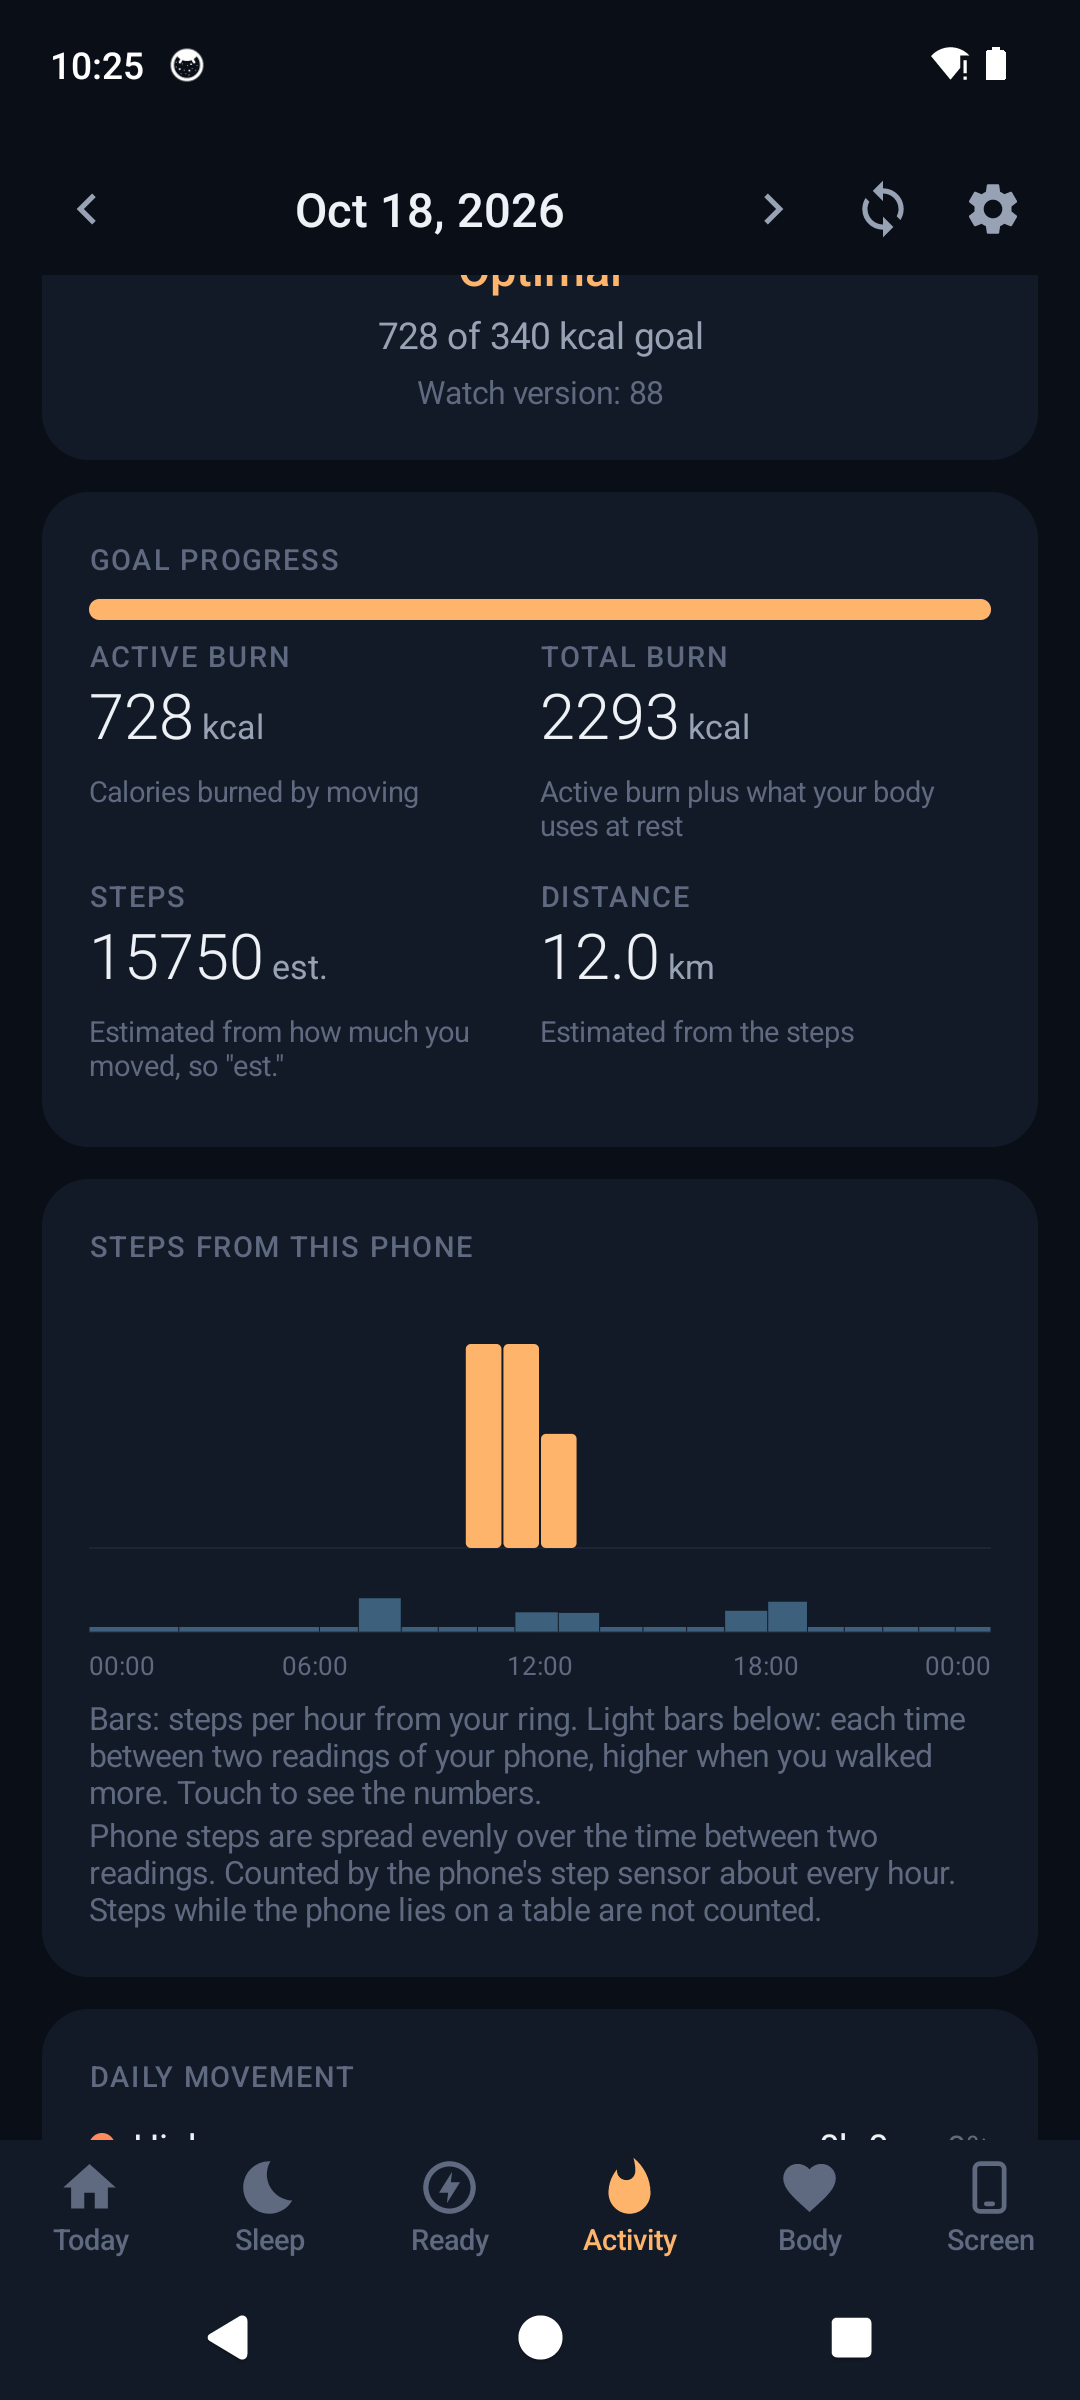 10:25
Oct 18, 2026
Optimal
728 of 340 kcal goal
Watch version: 88
GOAL PROGRESS
ACTIVE BURN
728 kcal
Calories burned by moving
TOTAL BURN
2293 kcal
Active burn plus what your body
uses at rest
STEPS
15750 est.
Estimated from how much you
moved, so "est."
DISTANCE
12.0 km
Estimated from the steps
STEPS FROM THIS PHONE
00:00 06:00 12:00 18:00 00:00
Bars: steps per hour from your ring. Light bars below: each time
between two readings of your phone, higher when you walked
more. Touch to see the numbers.
Phone steps are spread evenly over the time between two
readings. Counted by the phone's step sensor about every hour.
Steps while the phone lies on a table are not counted.
DAILY MOVEMENT
Today Sleep Ready Activity Body Screen